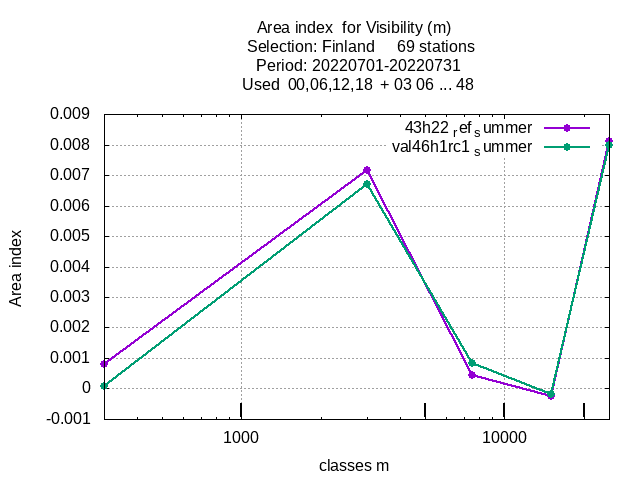 Area index  for Visibility (m)
Selection: Finland     69 stations
Period: 20220701-20220731
Used  00,06,12,18  + 03 06 ... 48
43h22_ref_summer
val46h1rc1_summer
0.009
0.008
0.007
0.006
0.005
0.004
0.003
0.002
0.001
0
-0.001
Area index
1000 10000
classes m